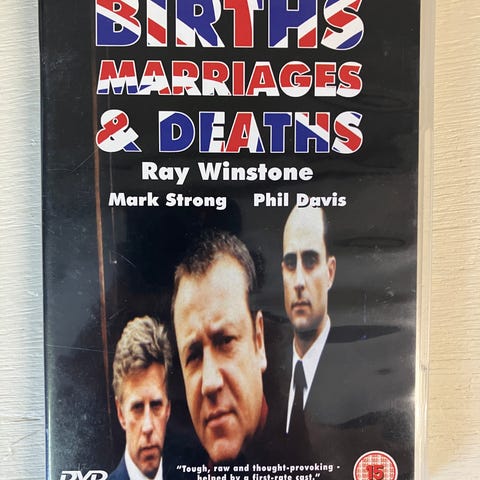 BIRTHS
MARRIAGES
& DEATHS
Ray Winstone
Mark Strong Phil Davis
"Tough, raw and thought-provoking -
helped by a first-rate cast."
DVD
15